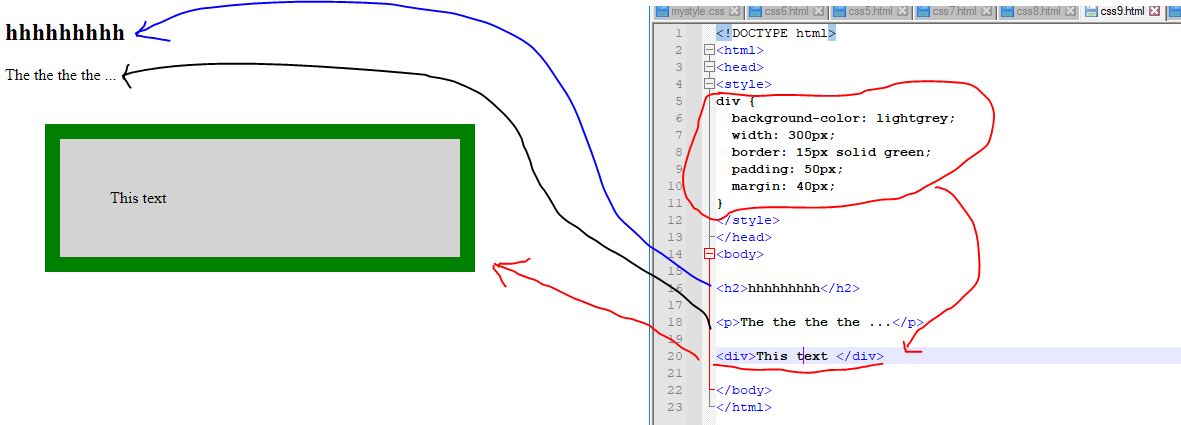 hhhhhhhhh
The the the the ...
This text
mystyle.css css6.html css5.html css7.html css8.html css9.html
1 <!DOCTYPE html>
2 <html>
3 <head>
4 <style>
5 div {
6 background-color: lightgrey;
7 width: 300px;
8 border: 15px solid green;
9 padding: 50px;
10 margin: 40px;
11 }
12 </style>
13 </head>
14 <body>
15
16 <h2>hhhhhhhhh</h2>
17
18 <p>The the the the ...</p>
19
20 <div>This text </div>
21
22 </body>
23 </html>